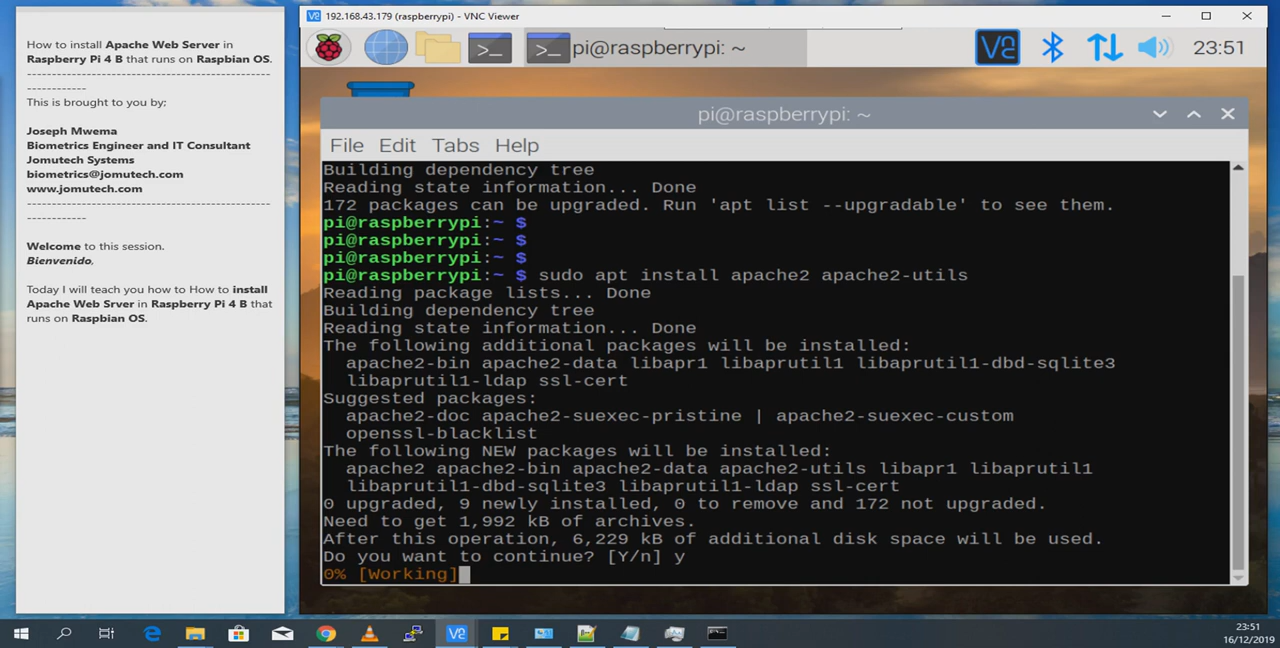 How to install Apache Web Server in
Raspberry Pi 4 B that runs on Raspbian OS.
-------------------------------------------------
------------
This is brought to you by;
Joseph Mwema
Biometrics Engineer and IT Consultant
Jomutech Systems
biometrics@jomutech.com
www.jomutech.com
-------------------------------------------------
------------
Welcome to this session.
Bienvenido,
Today I will teach you how to How to install
Apache Web Srver in Raspberry Pi 4 B that
runs on Raspbian OS.
192.168.43.179 (raspberrypi) - VNC Viewer
pi@raspberrypi: ~
23:51
pi@raspberrypi: ~
File Edit Tabs Help
Building dependency tree
Reading state information... Done
172 packages can be upgraded. Run 'apt list --upgradable' to see them.
pi@raspberrypi:~ $
pi@raspberrypi:~ $
pi@raspberrypi:~ $
pi@raspberrypi:~ $ sudo apt install apache2 apache2-utils
Reading package lists... Done
Building dependency tree
Reading state information... Done
The following additional packages will be installed:
apache2-bin apache2-data libapr1 libaprutil1 libaprutil1-dbd-sqlite3
libaprutil1-ldap ssl-cert
Suggested packages:
apache2-doc apache2-suexec-pristine | apache2-suexec-custom
openssl-blacklist
The following NEW packages will be installed:
apache2 apache2-bin apache2-data apache2-utils libapr1 libaprutil1
libaprutil1-dbd-sqlite3 libaprutil1-ldap ssl-cert
0 upgraded, 9 newly installed, 0 to remove and 172 not upgraded.
Need to get 1,992 kB of archives.
After this operation, 6,229 kB of additional disk space will be used.
Do you want to continue? [Y/n] y
0% [Working]
23:51
16/12/2019